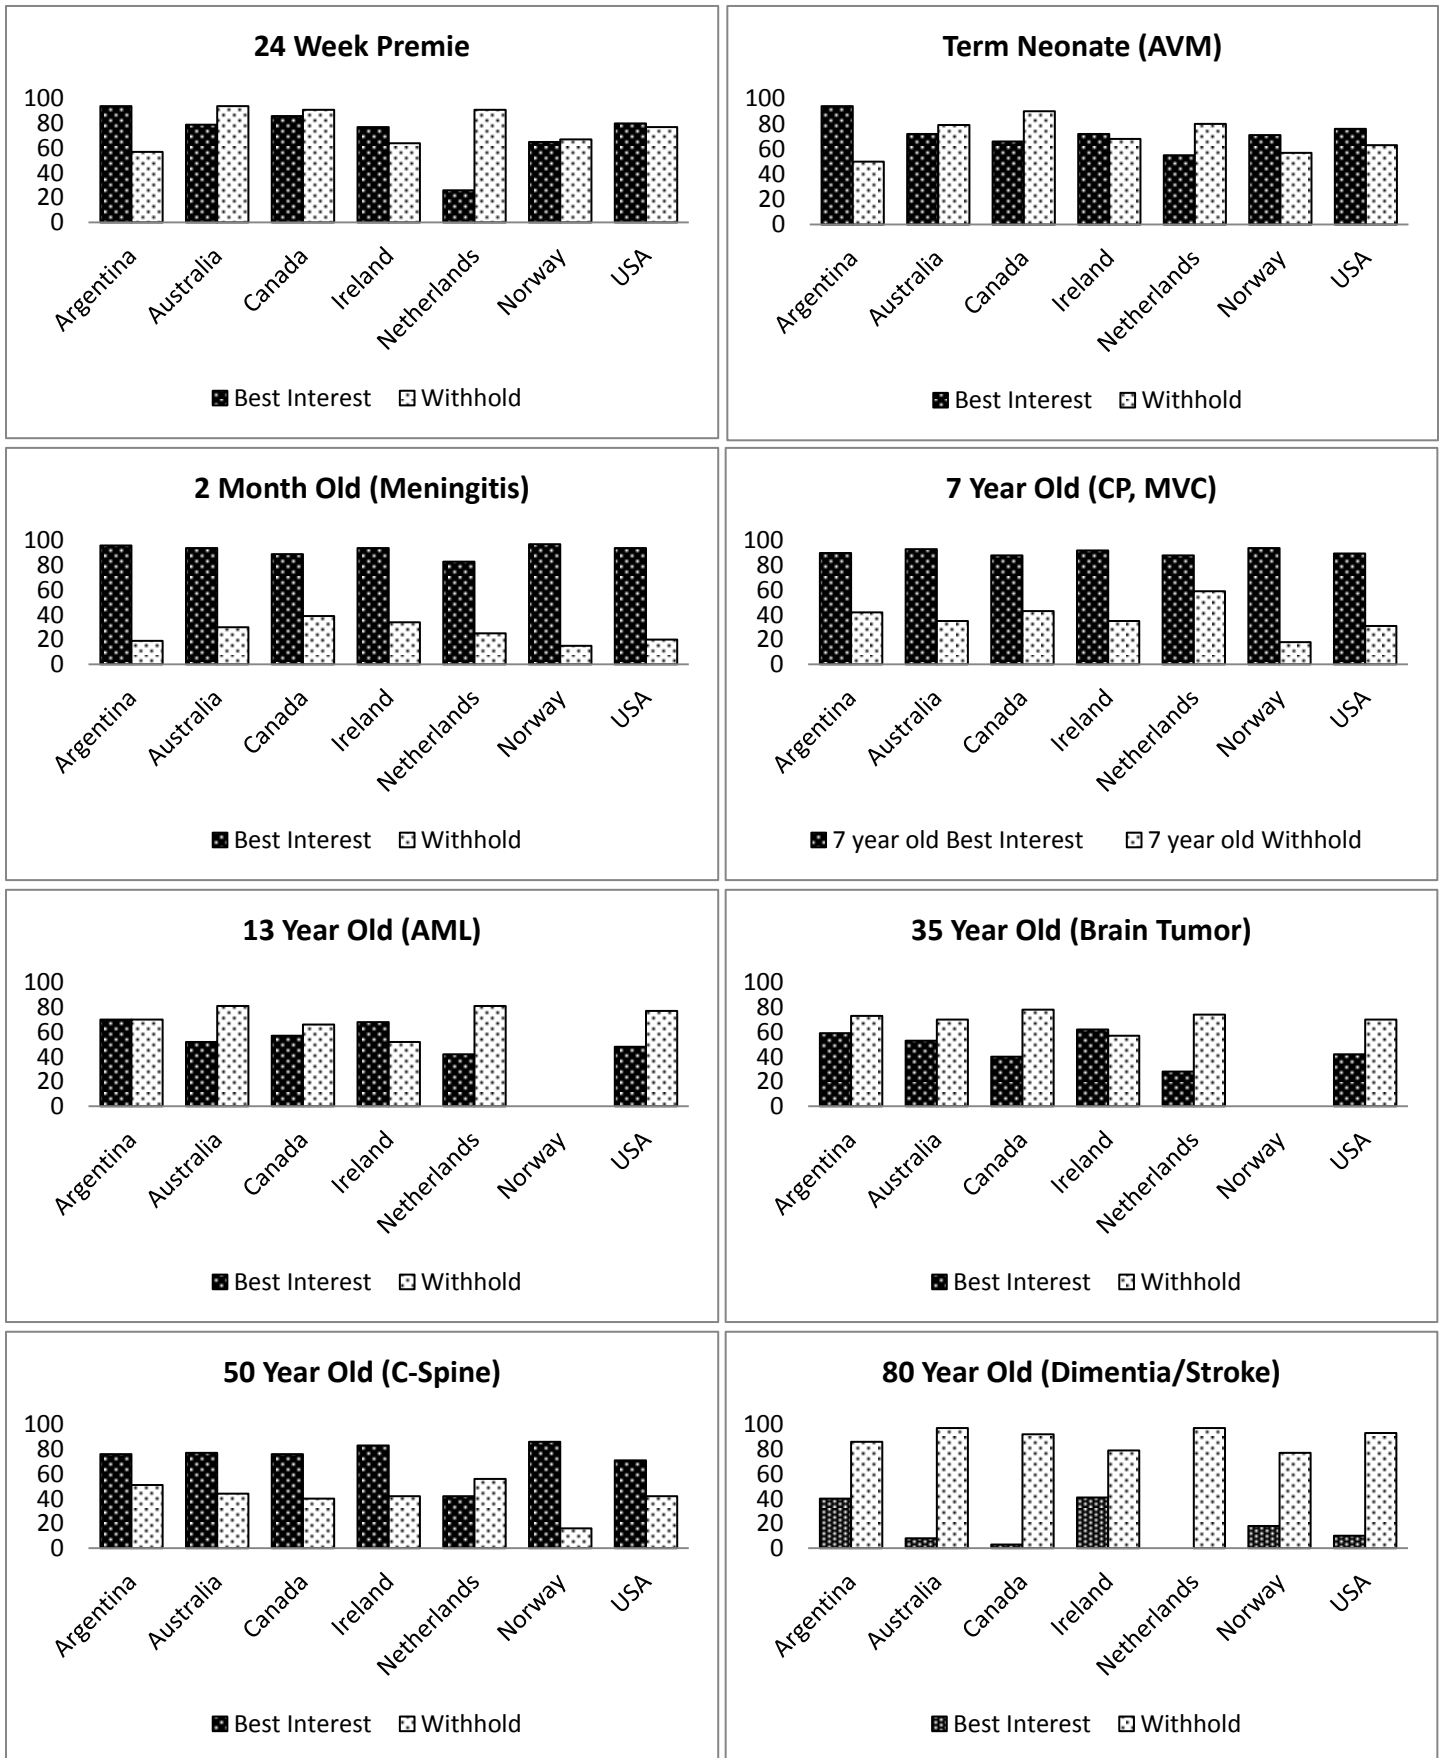 24 Week Premie
100
80
60
40
20
0
Argentina
Australia
Canada
Ireland
Netherlands
Norway
USA
Best Interest Withhold
Term Neonate (AVM)
100
80
60
40
20
0
Argentina
Australia
Canada
Ireland
Netherlands
Norway
USA
Best Interest Withhold
2 Month Old (Meningitis)
100
80
60
40
20
0
Argentina
Australia
Canada
Ireland
Netherlands
Norway
USA
Best Interest Withhold
7 Year Old (CP, MVC)
100
80
60
40
20
0
Argentina
Australia
Canada
Ireland
Netherlands
Norway
USA
7 year old Best Interest 7 year old Withhold
13 Year Old (AML)
100
80
60
40
20
0
Argentina
Australia
Canada
Ireland
Netherlands
Norway
USA
Best Interest Withhold
35 Year Old (Brain Tumor)
100
80
60
40
20
0
Argentina
Australia
Canada
Ireland
Netherlands
Norway
USA
Best Interest Withhold
50 Year Old (C-Spine)
100
80
60
40
20
0
Argentina
Australia
Canada
Ireland
Netherlands
Norway
USA
Best Interest Withhold
80 Year Old (Dimentia/Stroke)
100
80
60
40
20
0
Argentina
Australia
Canada
Ireland
Netherlands
Norway
USA
Best Interest Withhold